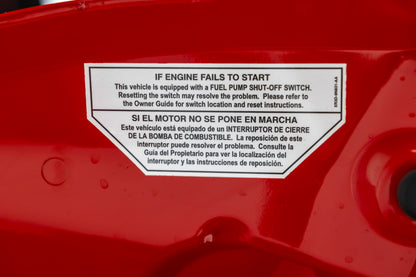 IF ENGINE FAILS TO START
This vehicle is equipped with a FUEL PUMP SHUT-OFF SWITCH.
Resetting the switch may resolve the problem. Please refer to
the Owner Guide for switch location and reset instructions.
SI EL MOTOR NO SE PONE EN MARCHA
Este vehículo está equipado de un INTERRUPTOR DE CIERRE
DE LA BOMBA DE COMBUSTIBLE. La reposición de este
interruptor puede resolver el problema. Consulte la
Guía del Propietario para ver la localización del
interruptor y las instrucciones de reposición.